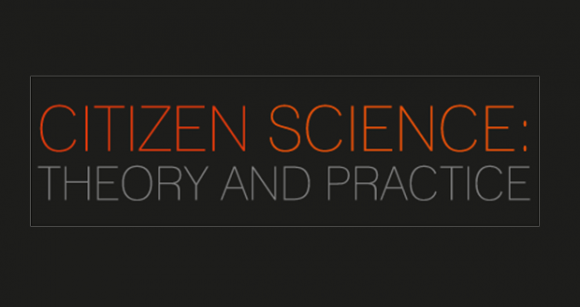 CITIZEN SCIENCE:
THEORY AND PRACTICE